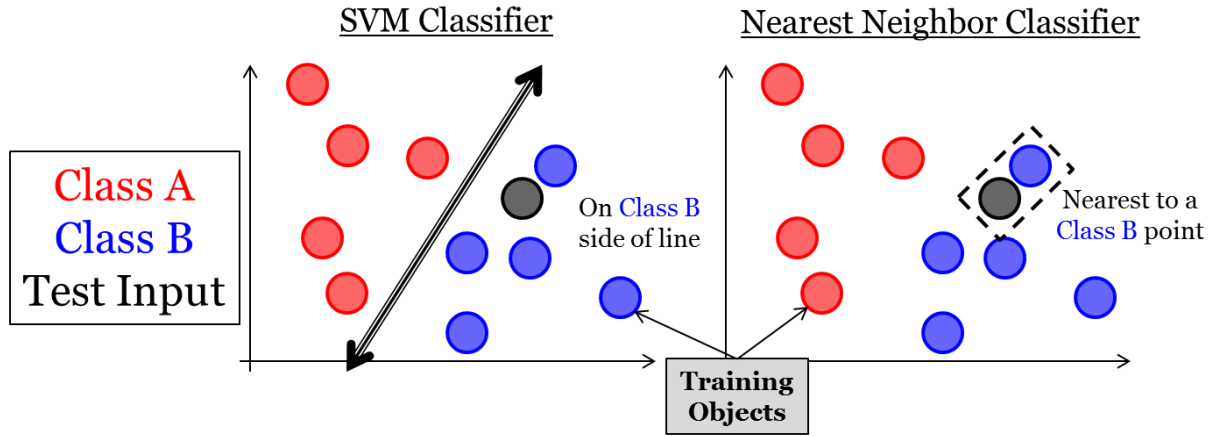 SVM Classifier
Nearest Neighbor Classifier
Class A
Class B
Test Input
On Class B
side of line
Nearest to a
Class B point
Training
Objects